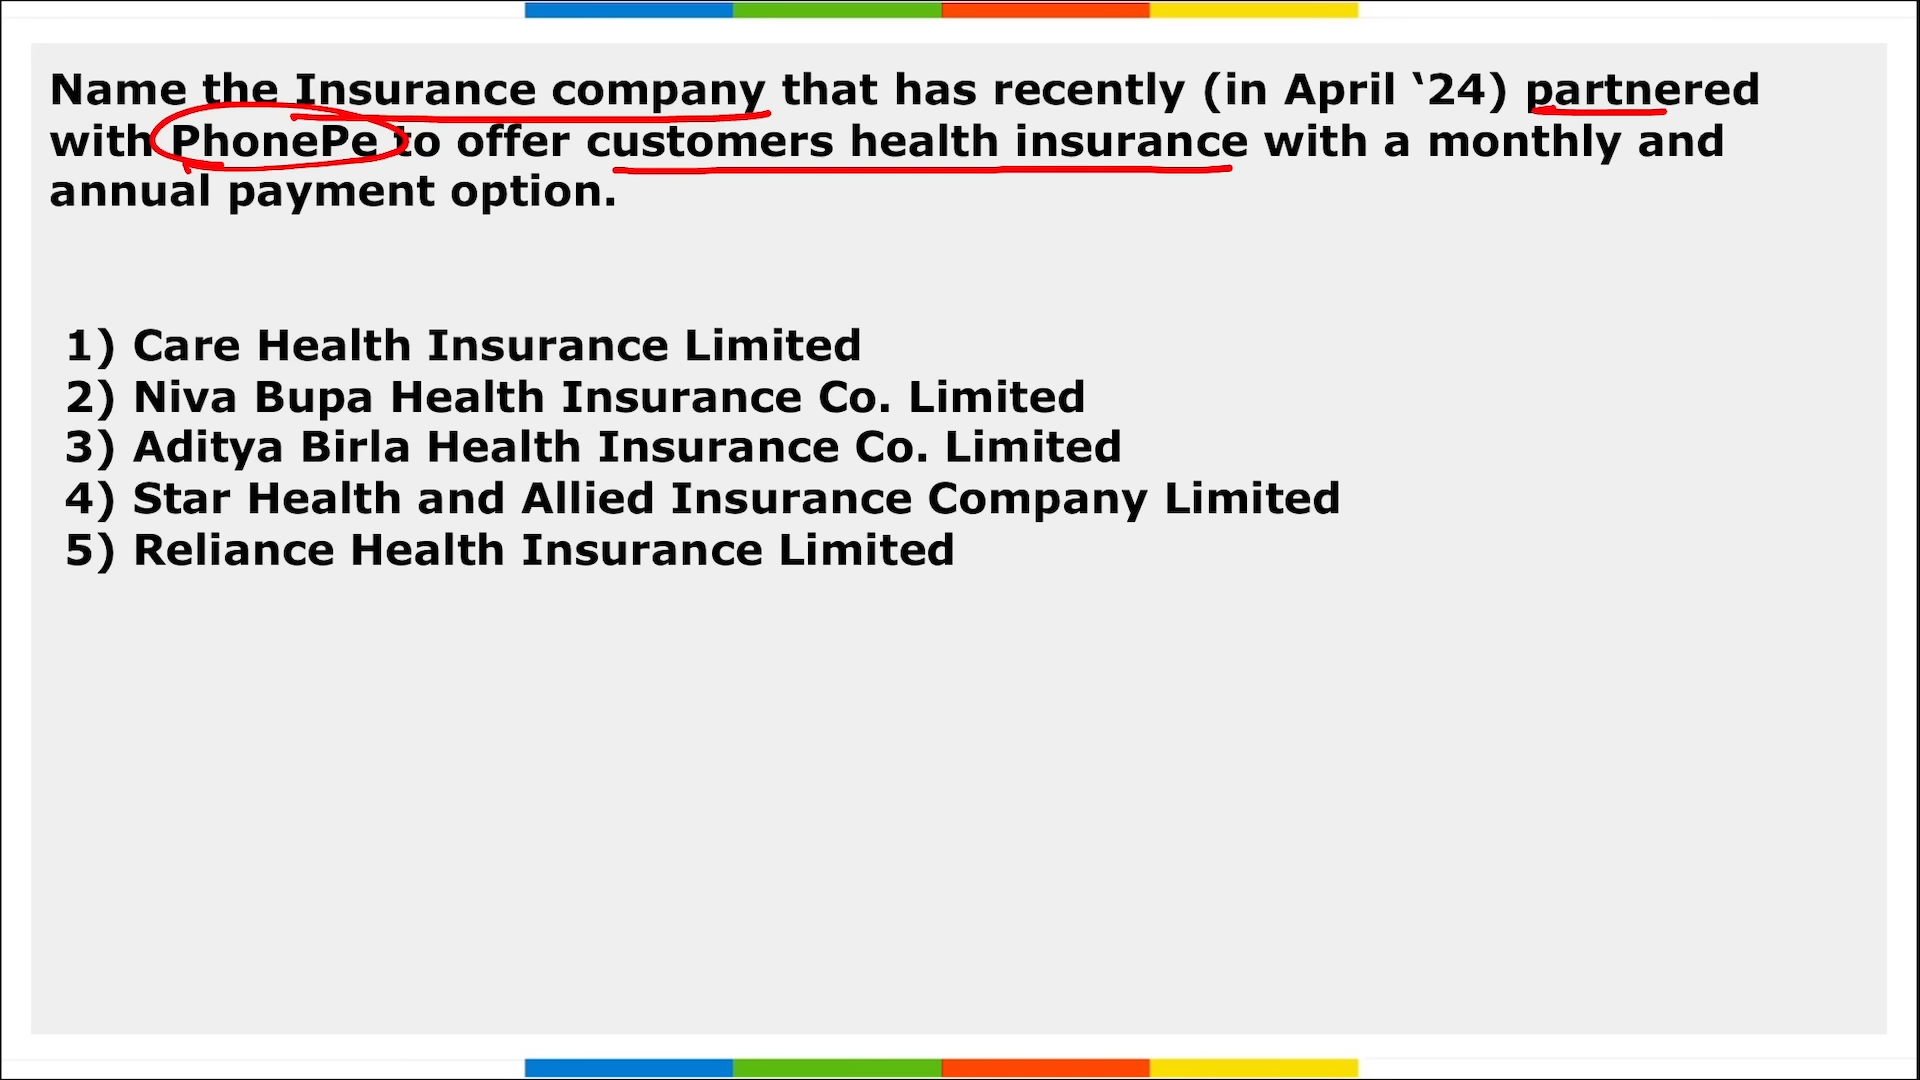 Name the Insurance company that has recently (in April ‘24) partnered
with PhonePe to offer customers health insurance with a monthly and
annual payment option.
1) Care Health Insurance Limited
2) Niva Bupa Health Insurance Co. Limited
3) Aditya Birla Health Insurance Co. Limited
4) Star Health and Allied Insurance Company Limited
5) Reliance Health Insurance Limited